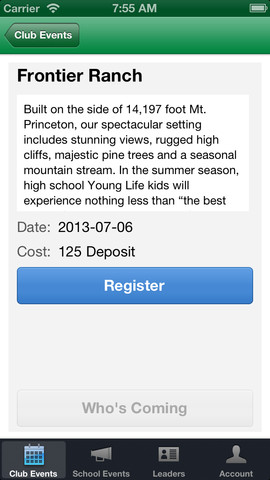 Carrier 7:55 AM
Club Events
Frontier Ranch
Built on the side of 14,197 foot Mt.
Princeton, our spectacular setting
includes stunning views, rugged high
cliffs, majestic pine trees and a seasonal
mountain stream. In the summer season,
high school Young Life kids will
experience nothing less than “the best
Date: 2013-07-06
Cost: 125 Deposit
Register
Who's Coming
Club Events School Events Leaders Account